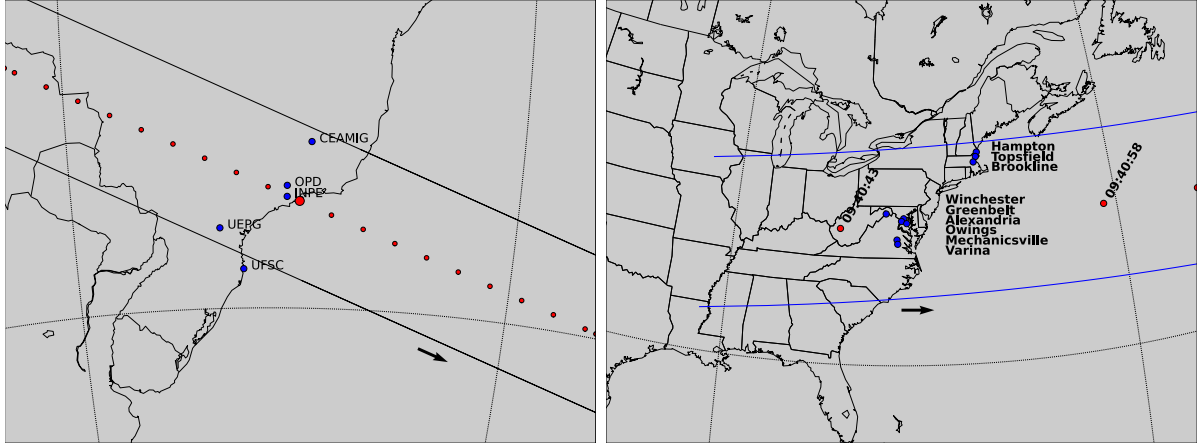 CEAMIG
OPD
INPE
UEPG
UFSC
09:40:43
09:40:58
Hampton
Topsfield
Brookline
Winchester
Greenbelt
Alexandria
Owings
Mechanicsville
Varina